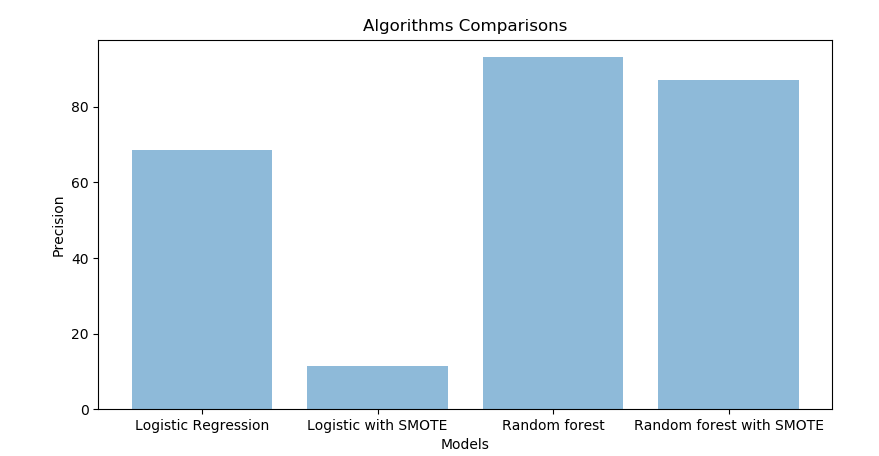 Algorithms Comparisons
Precision
80
60
40
20
0
Logistic Regression
Logistic with SMOTE
Random forest
Random forest with SMOTE
Models